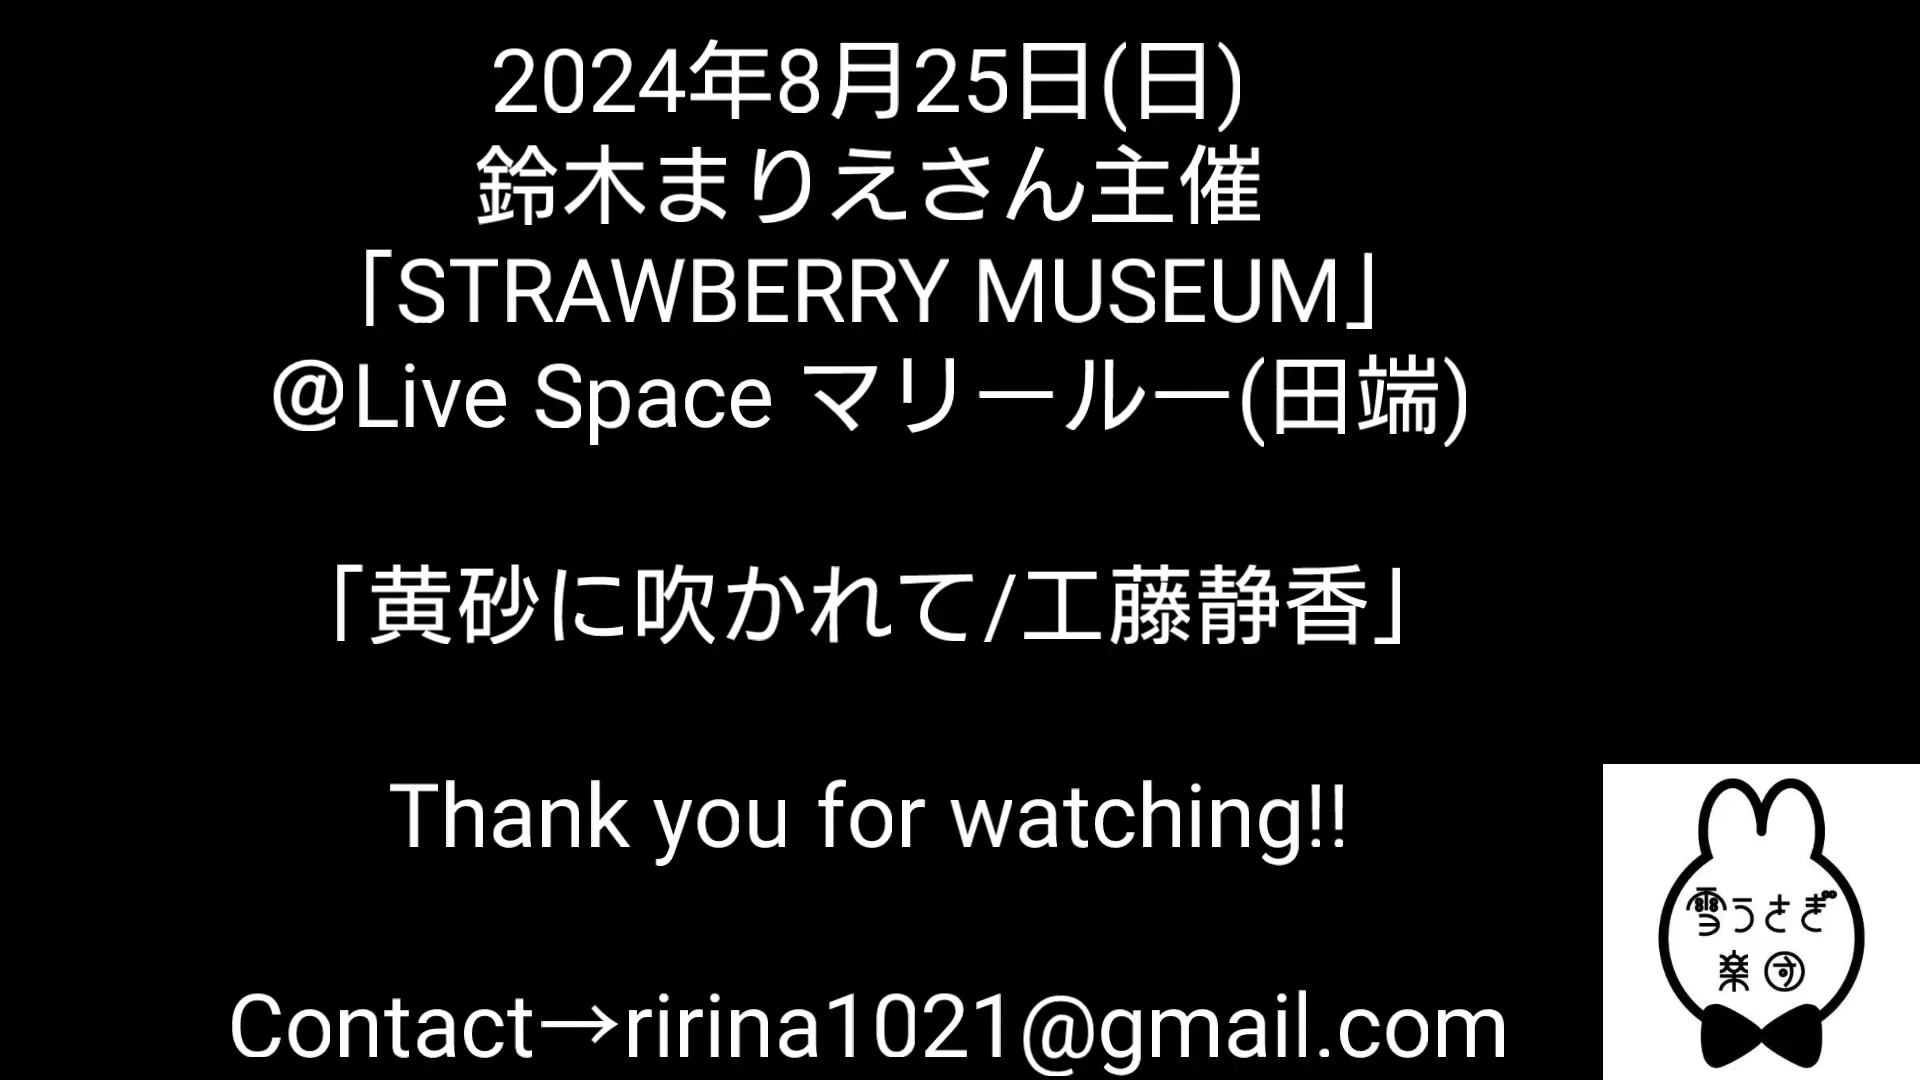 2024年8月25日(日)
鈴木まりえさん主催
「STRAWBERRY MUSEUM」
@Live Space マリールー(田端)
「黄砂に吹かれて/工藤静香」
Thank you for watching!!
Contact→ririna1021@gmail.com
雪うさぎ
楽団